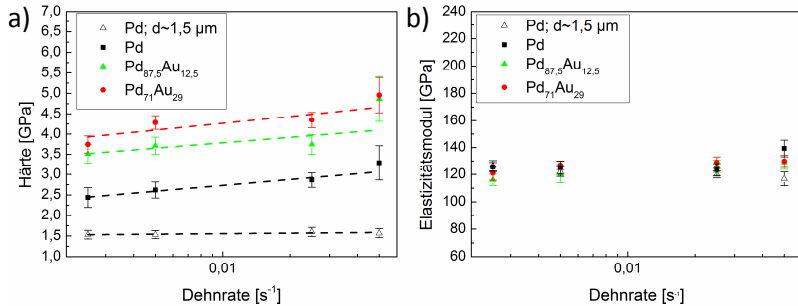 a)
Pd; d~1,5 µm
Pd
Pd87,5Au12,5
Pd71Au29
Härte [GPa]
7,0
6,5
6,0
5,5
5,0
4,5
4,0
3,5
3,0
2,5
2,0
1,5
1,0
0,01
Dehnrate [s-1]
b)
Pd; d~1,5 µm
Pd
Pd87,5Au12,5
Pd71Au29
Elastizitätsmodul [GPa]
260
240
220
200
180
160
140
120
100
80
60
0,01
Dehnrate [s-1]